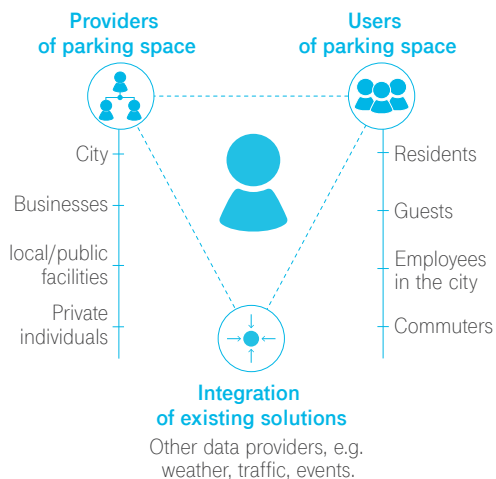 Providers
of parking space
City
Businesses
local/public
facilities
Private
individuals
Users
of parking space
Residents
Guests
Employees
in the city
Commuters
Integration
of existing solutions
Other data providers, e.g.
weather, traffic, events.